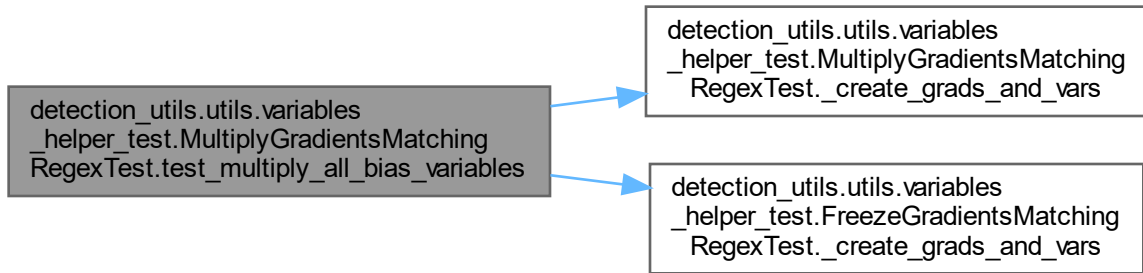 detection_utils.utils.variables
_helper_test.MultiplyGradientsMatching
RegexTest.test_multiply_all_bias_variables
detection_utils.utils.variables
_helper_test.MultiplyGradientsMatching
RegexTest._create_grads_and_vars
detection_utils.utils.variables
_helper_test.FreezeGradientsMatching
RegexTest._create_grads_and_vars